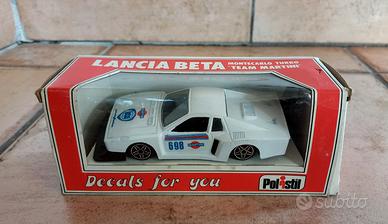 LANCIA BETA
MONTECARLO TURBO
"TEAM MARTINI"
698
Decals for you
Polistil
subito